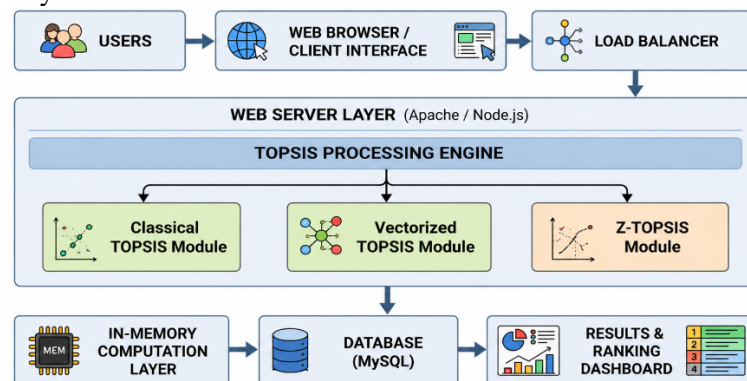 USERS
WEB BROWSER /
CLIENT INTERFACE
LOAD BALANCER
WEB SERVER LAYER (Apache / Node.js)
TOPSIS PROCESSING ENGINE
Classical
TOPSIS Module
Vectorized
TOPSIS Module
Z-TOPSIS
Module
MEM
IN-MEMORY
COMPUTATION
LAYER
DATABASE
(MySQL)
RESULTS &
RANKING
DASHBOARD
1
2
3
4